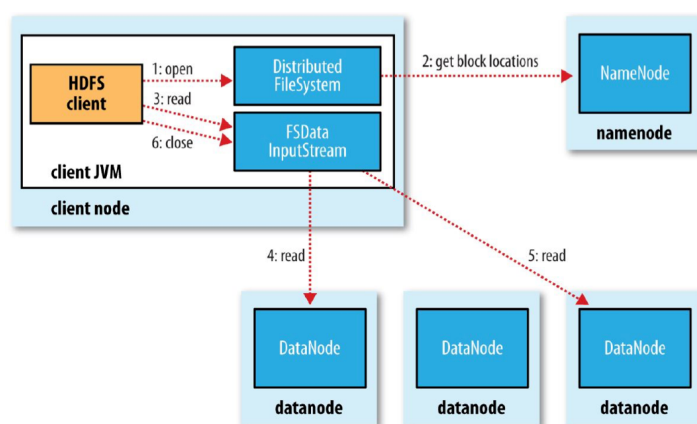 HDFS
client
1: open
3: read
6: close
Distributed
FileSystem
FSData
InputStream
2: get block locations
NameNode
namenode
client JVM
client node
4: read
5: read
DataNode
DataNode
DataNode
datanode
datanode
datanode